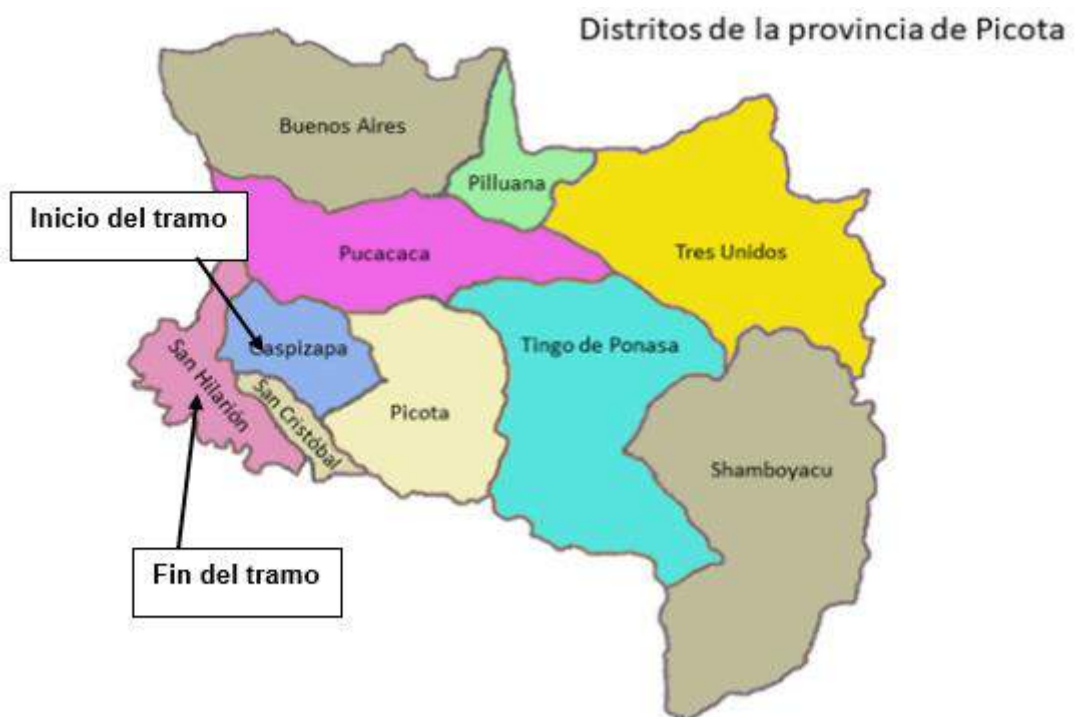 Distritos de la provincia de Picota
Buenos Aires
Pilluana
Inicio del tramo
Pucacaca
Tres Unidos
Caspizapa
Tingo de Ponasa
San Hilarión
San Cristóbal
Picota
Shamboyacu
Fin del tramo